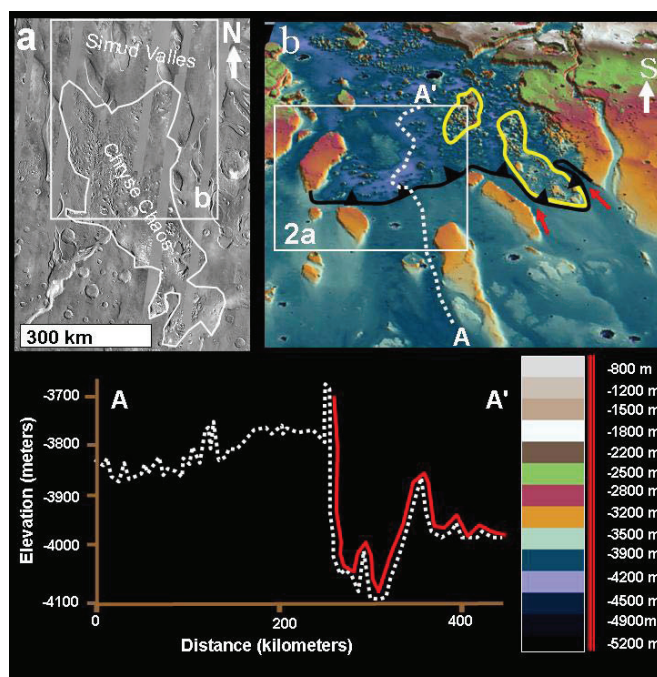 a
N
Simud Valles
Chryse Chaos
b
300 km
b
S
A'
2a
A
-3700
-3800
-3900
-4000
-4100
Elevation (meters)
A
A'
0
200
400
Distance (kilometers)
-800 m
-1200 m
-1500 m
-1800 m
-2200 m
-2500 m
-2800 m
-3200 m
-3500 m
-3900 m
-4200 m
-4500 m
-4900m
-5200 m